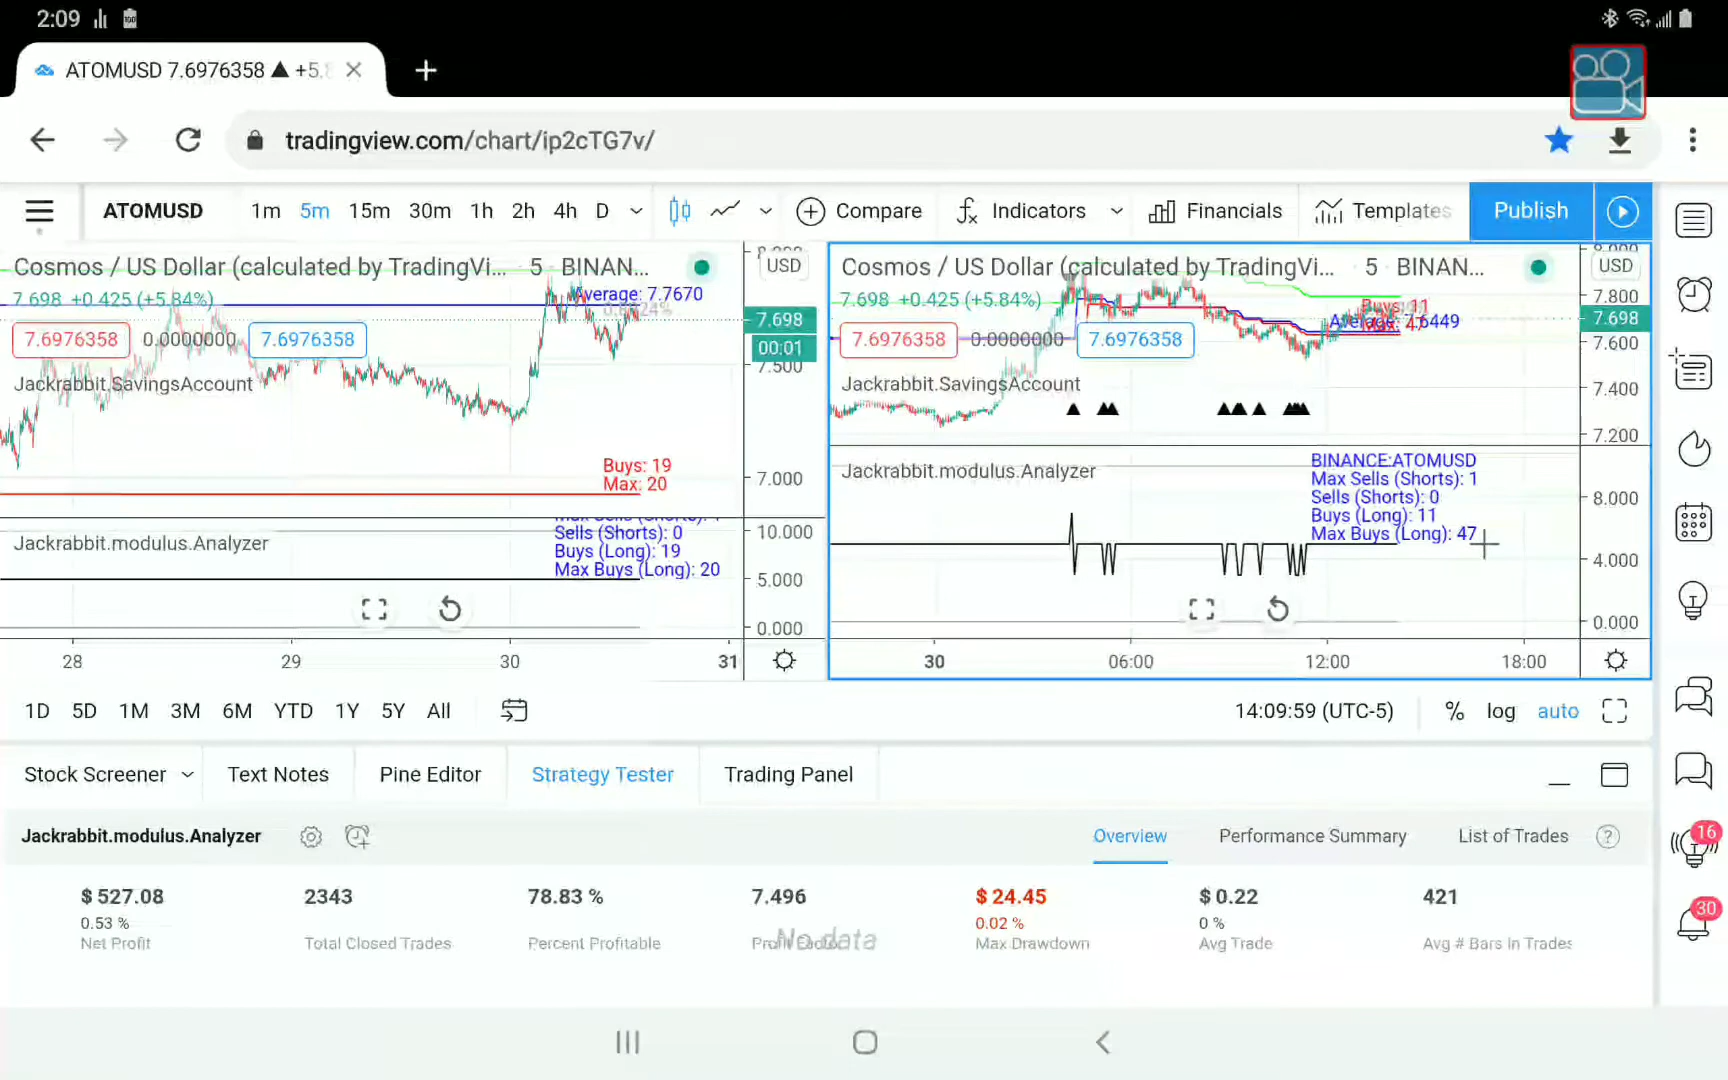 2:09
ATOMUSD 7.6976358 ▲ +5.8
tradingview.com/chart/ip2cTG7v/
ATOMUSD 1m 5m 15m 30m 1h 2h 4h D Compare Indicators Financials Templates Publish
Cosmos / US Dollar (calculated by TradingVi... 5 BINAN...
USD
7.698 +0.425 (+5.84%)
Average: 7.7670
7.6976358 0.0000000 7.6976358
7.698
00:01
7.500
Jackrabbit.SavingsAccount
Buys: 19
Max: 20
7.000
Jackrabbit.modulus.Analyzer
Sells (Shorts): 0
Buys (Long): 19
Max Buys (Long): 20
10.000
5.000
0.000
28 29 30 31
Cosmos / US Dollar (calculated by TradingVi... 5 BINAN...
USD
7.698 +0.425 (+5.84%)
Buys: 11
Max: 47
7.6976358 0.0000000 7.6976358
Jackrabbit.SavingsAccount
7.800
7.698
7.600
7.400
7.200
Jackrabbit.modulus.Analyzer
BINANCE:ATOMUSD
Max Sells (Shorts): 1
Sells (Shorts): 0
Buys (Long): 11
Max Buys (Long): 47
8.000
4.000
0.000
30 06:00 12:00 18:00
1D 5D 1M 3M 6M YTD 1Y 5Y All
14:09:59 (UTC-5) % log auto
Stock Screener Text Notes Pine Editor Strategy Tester Trading Panel
Jackrabbit.modulus.Analyzer
Overview Performance Summary List of Trades ?
$ 527.08 2343 78.83 % 7.496 $ 24.45 $ 0.22 421
0.53 % 0.02 % 0 %
Net Profit Total Closed Trades Percent Profitable Max Drawdown Avg Trade Avg # Bars In Trades
No data
16
30